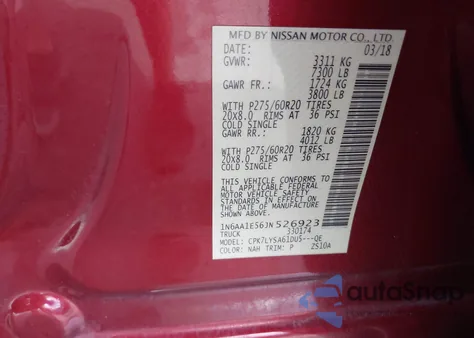 MFD BY NISSAN MOTOR CO., LTD.
DATE: 03/18
GVWR: 3311 KG
7300 LB
GAWR FR.: 1724 KG
3800 LB
WITH P275/60R20 TIRES
20x8.0 RIMS AT 36 PSI
COLD SINGLE
GAWR RR.: 1820 KG
4012 LB
WITH P275/60R20 TIRES
20x8.0 RIMS AT 36 PSI
COLD SINGLE
THIS VEHICLE CONFORMS TO
ALL APPLICABLE FEDERAL
MOTOR VEHICLE SAFETY
STANDARDS IN EFFECT ON
THE DATE OF MANUFACTURE
SHOWN ABOVE.
1N6AA1E56JN526923
TRUCK 330174
MODEL: CPK7LYSA61DUS---QE
COLOR: NAH TRIM: P 2S10A
autoSnap